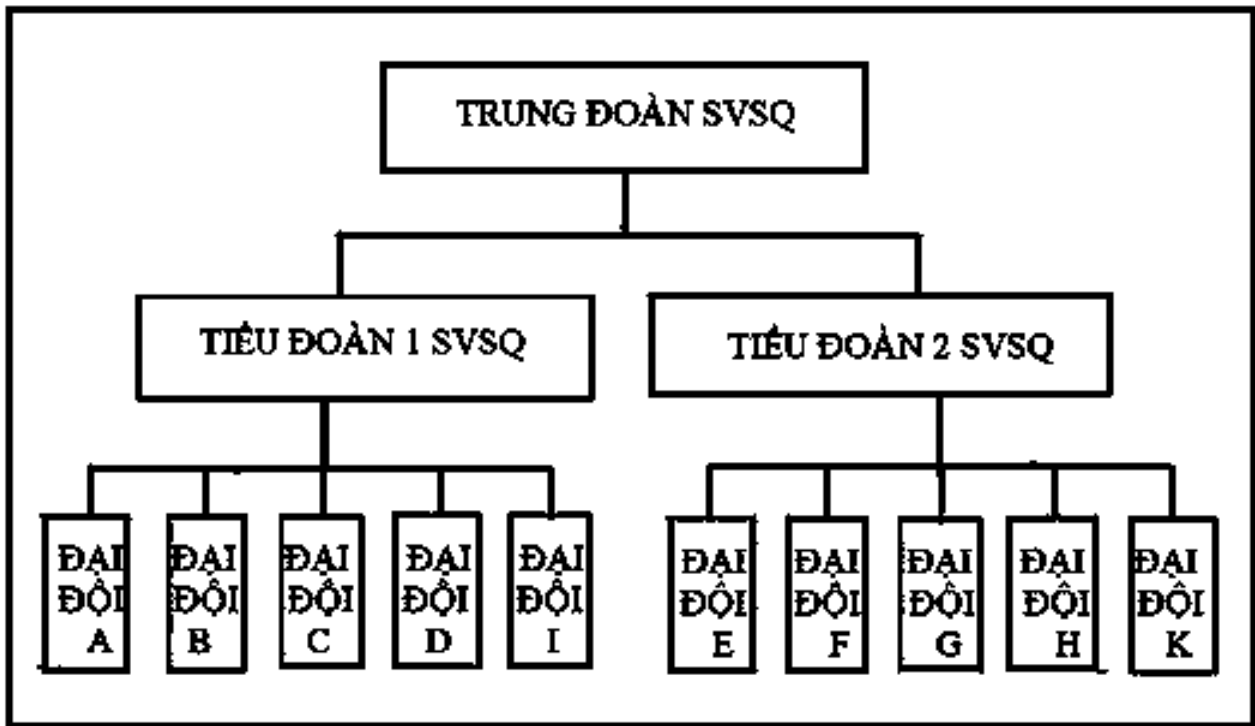 TRUNG ĐOÀN SVSQ
TIỂU ĐOÀN 1 SVSQ
TIỂU ĐOÀN 2 SVSQ
ĐẠI
ĐỘI
A
ĐẠI
ĐỘI
B
ĐẠI
ĐỘI
C
ĐẠI
ĐỘI
D
ĐẠI
ĐỘI
I
ĐẠI
ĐỘI
E
ĐẠI
ĐỘI
F
ĐẠI
ĐỘI
G
ĐẠI
ĐỘI
H
ĐẠI
ĐỘI
K